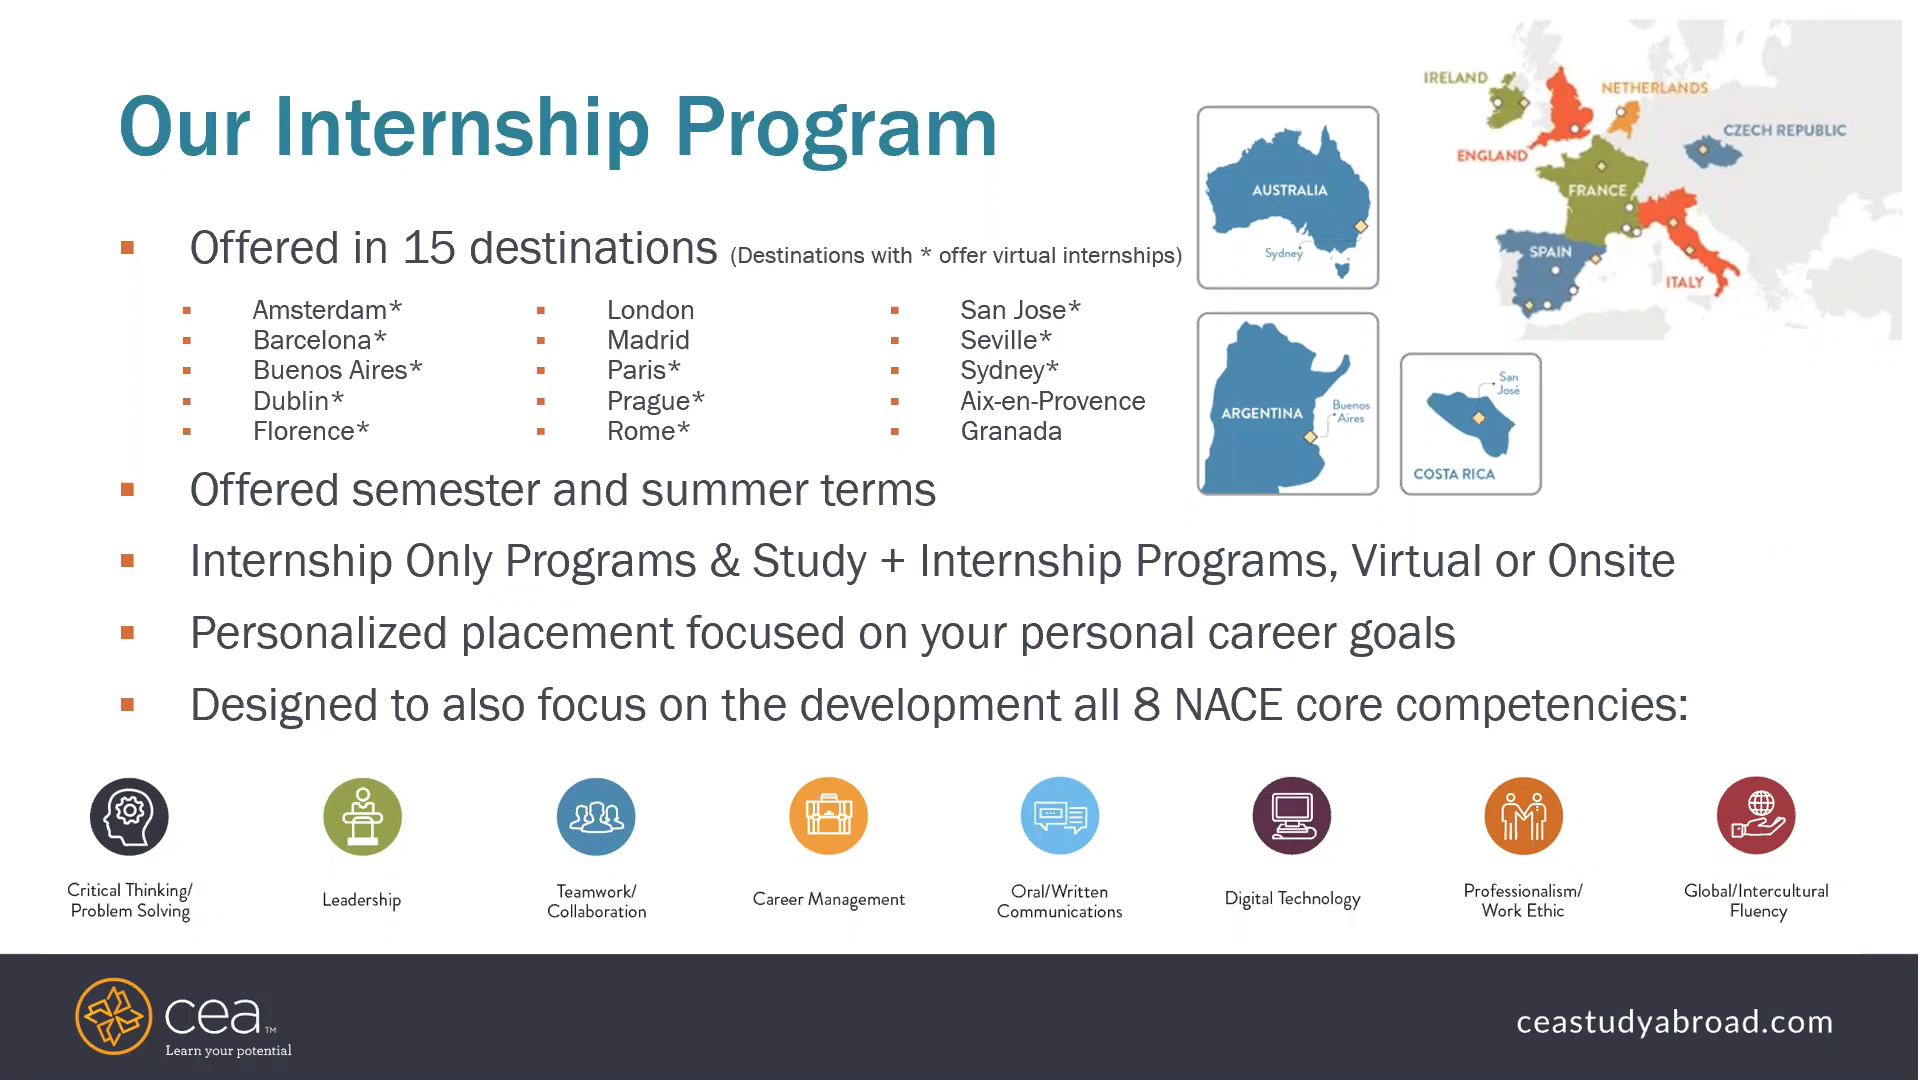 Our Internship Program
Offered in 15 destinations (Destinations with * offer virtual internships)
Amsterdam*
Barcelona*
Buenos Aires*
Dublin*
Florence*
London
Madrid
Paris*
Prague*
Rome*
San Jose*
Seville*
Sydney*
Aix-en-Provence
Granada
Offered semester and summer terms
Internship Only Programs & Study + Internship Programs, Virtual or Onsite
Personalized placement focused on your personal career goals
Designed to also focus on the development all 8 NACE core competencies:
AUSTRALIA
Sydney
ARGENTINA
Buenos
Aires
San
José
COSTA RICA
IRELAND
NETHERLANDS
CZECH REPUBLIC
ENGLAND
FRANCE
SPAIN
ITALY
Critical Thinking/
Problem Solving
Leadership
Teamwork/
Collaboration
Career Management
Oral/Written
Communications
Digital Technology
Professionalism/
Work Ethic
Global/Intercultural
Fluency
cea™
Learn your potential
ceastudyabroad.com